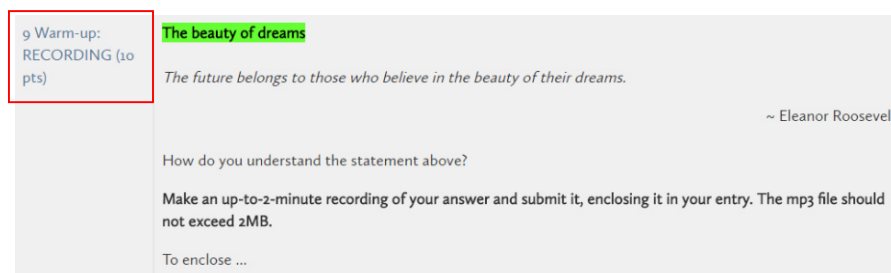 9 Warm-up:
RECORDING (10
pts)
The beauty of dreams
The future belongs to those who believe in the beauty of their dreams.
~ Eleanor Roosevel
How do you understand the statement above?
Make an up-to-2-minute recording of your answer and submit it, enclosing it in your entry. The mp3 file should
not exceed 2MB.
To enclose ...